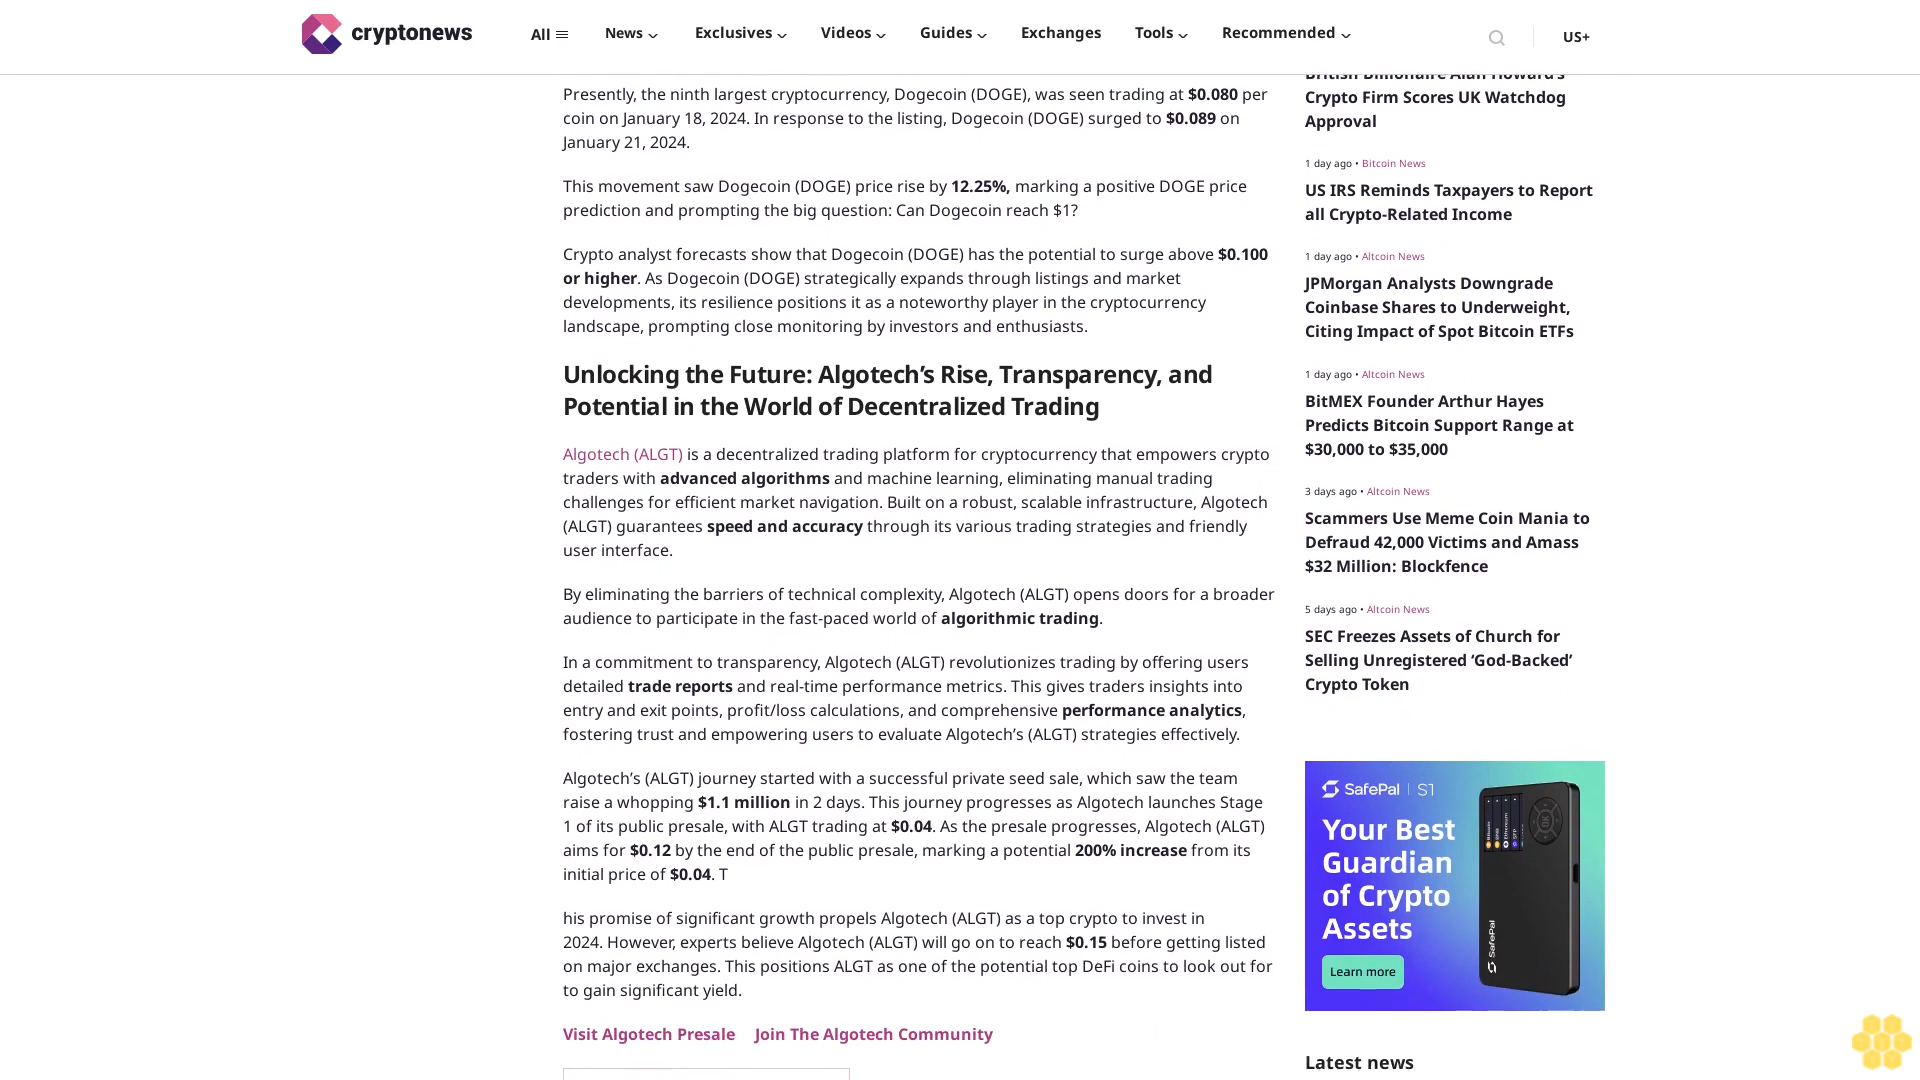 cryptonews
All
News
Exclusives
Videos
Guides
Exchanges
Tools
Recommended
US+
Presently, the ninth largest cryptocurrency, Dogecoin (DOGE), was seen trading at $0.080 per
coin on January 18, 2024. In response to the listing, Dogecoin (DOGE) surged to $0.089 on
January 21, 2024.
This movement saw Dogecoin (DOGE) price rise by 12.25%, marking a positive DOGE price
prediction and prompting the big question: Can Dogecoin reach $1?
Crypto analyst forecasts show that Dogecoin (DOGE) has the potential to surge above $0.100
or higher. As Dogecoin (DOGE) strategically expands through listings and market
developments, its resilience positions it as a noteworthy player in the cryptocurrency
landscape, prompting close monitoring by investors and enthusiasts.
Unlocking the Future: Algotech’s Rise, Transparency, and
Potential in the World of Decentralized Trading
Algotech (ALGT) is a decentralized trading platform for cryptocurrency that empowers crypto
traders with advanced algorithms and machine learning, eliminating manual trading
challenges for efficient market navigation. Built on a robust, scalable infrastructure, Algotech
(ALGT) guarantees speed and accuracy through its various trading strategies and friendly
user interface.
By eliminating the barriers of technical complexity, Algotech (ALGT) opens doors for a broader
audience to participate in the fast-paced world of algorithmic trading.
In a commitment to transparency, Algotech (ALGT) revolutionizes trading by offering users
detailed trade reports and real-time performance metrics. This gives traders insights into
entry and exit points, profit/loss calculations, and comprehensive performance analytics,
fostering trust and empowering users to evaluate Algotech’s (ALGT) strategies effectively.
Algotech’s (ALGT) journey started with a successful private seed sale, which saw the team
raise a whopping $1.1 million in 2 days. This journey progresses as Algotech launches Stage
1 of its public presale, with ALGT trading at $0.04. As the presale progresses, Algotech (ALGT)
aims for $0.12 by the end of the public presale, marking a potential 200% increase from its
initial price of $0.04. T
his promise of significant growth propels Algotech (ALGT) as a top crypto to invest in
2024. However, experts believe Algotech (ALGT) will go on to reach $0.15 before getting listed
on major exchanges. This positions ALGT as one of the potential top DeFi coins to look out for
to gain significant yield.
Visit Algotech Presale Join The Algotech Community
British Billionaire Alan Howard’s
Crypto Firm Scores UK Watchdog
Approval
1 day ago • Bitcoin News
US IRS Reminds Taxpayers to Report
all Crypto-Related Income
1 day ago • Altcoin News
JPMorgan Analysts Downgrade
Coinbase Shares to Underweight,
Citing Impact of Spot Bitcoin ETFs
1 day ago • Altcoin News
BitMEX Founder Arthur Hayes
Predicts Bitcoin Support Range at
$30,000 to $35,000
3 days ago • Altcoin News
Scammers Use Meme Coin Mania to
Defraud 42,000 Victims and Amass
$32 Million: Blockfence
5 days ago • Altcoin News
SEC Freezes Assets of Church for
Selling Unregistered ‘God-Backed’
Crypto Token
SafePal | S1
Your Best
Guardian
of Crypto
Assets
Learn more
SafePal
OK
Latest news